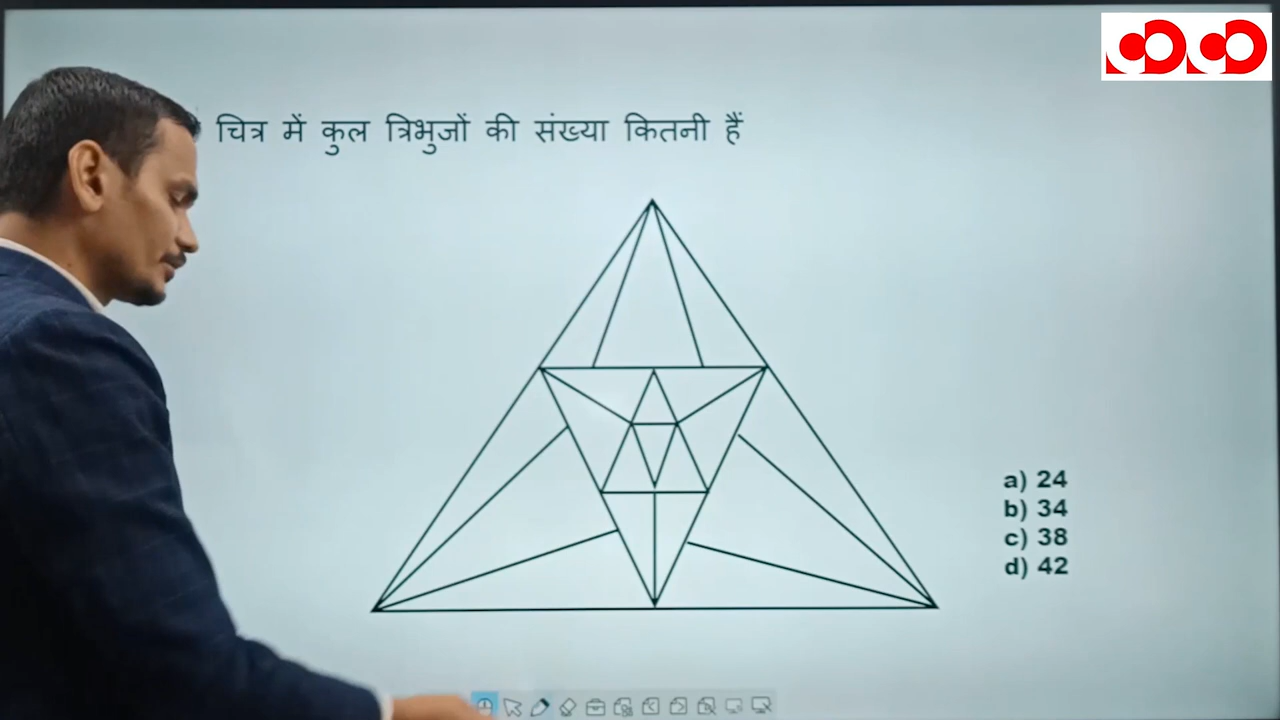 चित्र में कुल त्रिभुजों की संख्या कितनी हैं
a) 24
b) 34
c) 38
d) 42